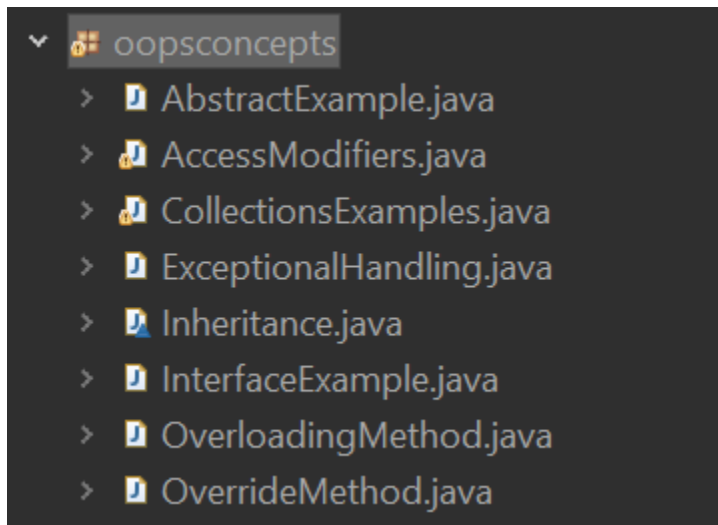 oopsconcepts
AbstractExample.java
AccessModifiers.java
CollectionsExamples.java
ExceptionalHandling.java
Inheritance.java
InterfaceExample.java
OverloadingMethod.java
OverrideMethod.java